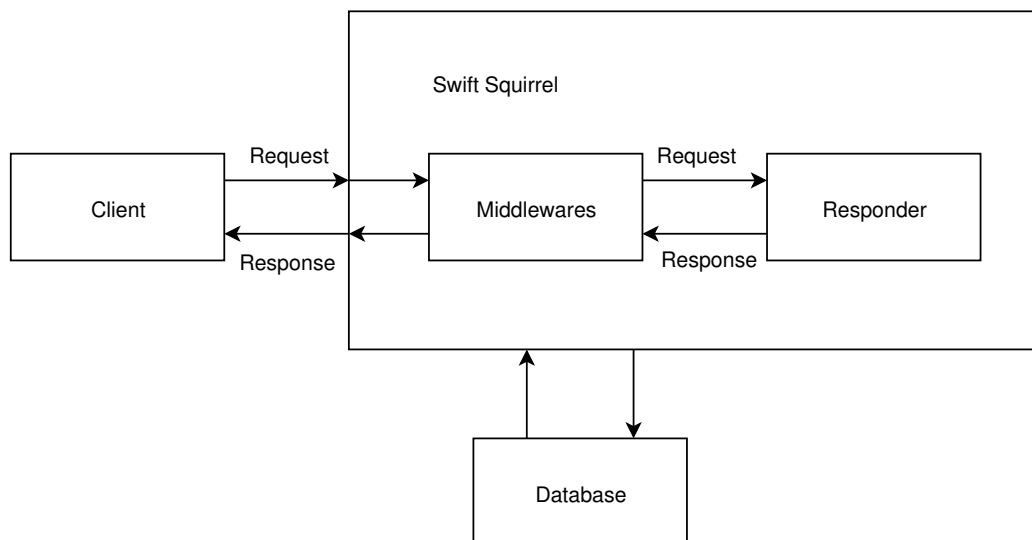 Swift Squirrel
Request
Request
Client
Middlewares
Responder
Response
Response
Database